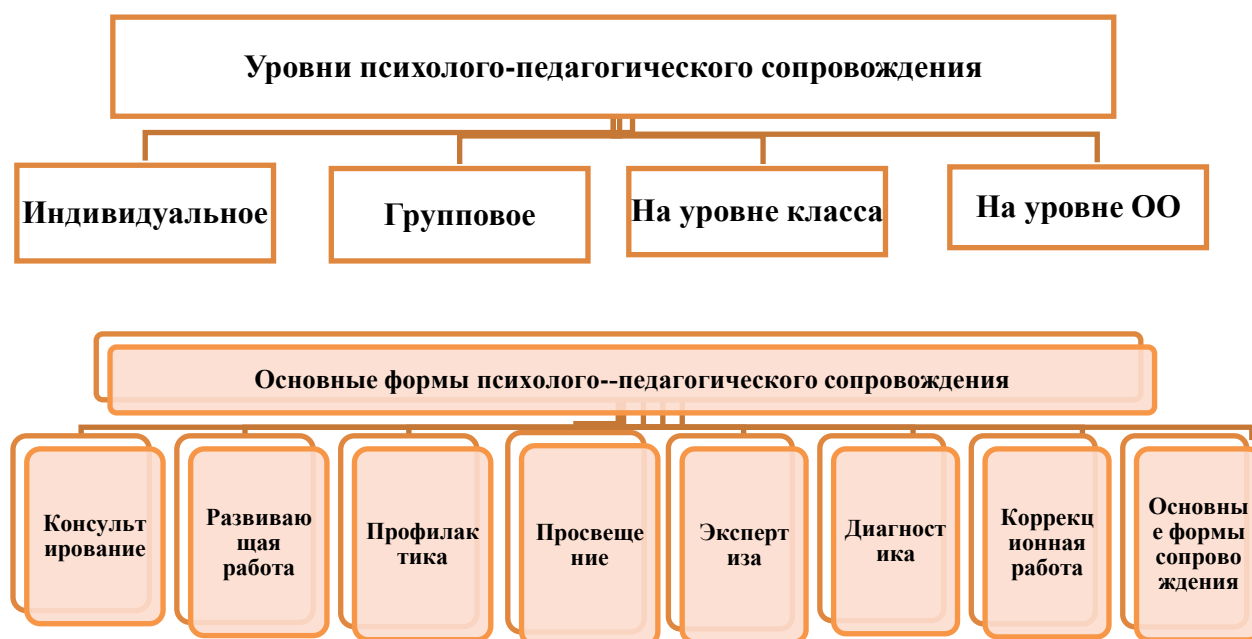 Уровни психолого-педагогического сопровождения
Индивидуальное
Групповое
На уровне класса
На уровне ОО
Основные формы психолого--педагогического сопровождения
Консульт
ирование
Развиваю
щая
работа
Профилак
тика
Просвеще
ние
Эксперт
иза
Диагност
ика
Коррекц
ионная
работа
Основны
е формы
сопрово
ждения